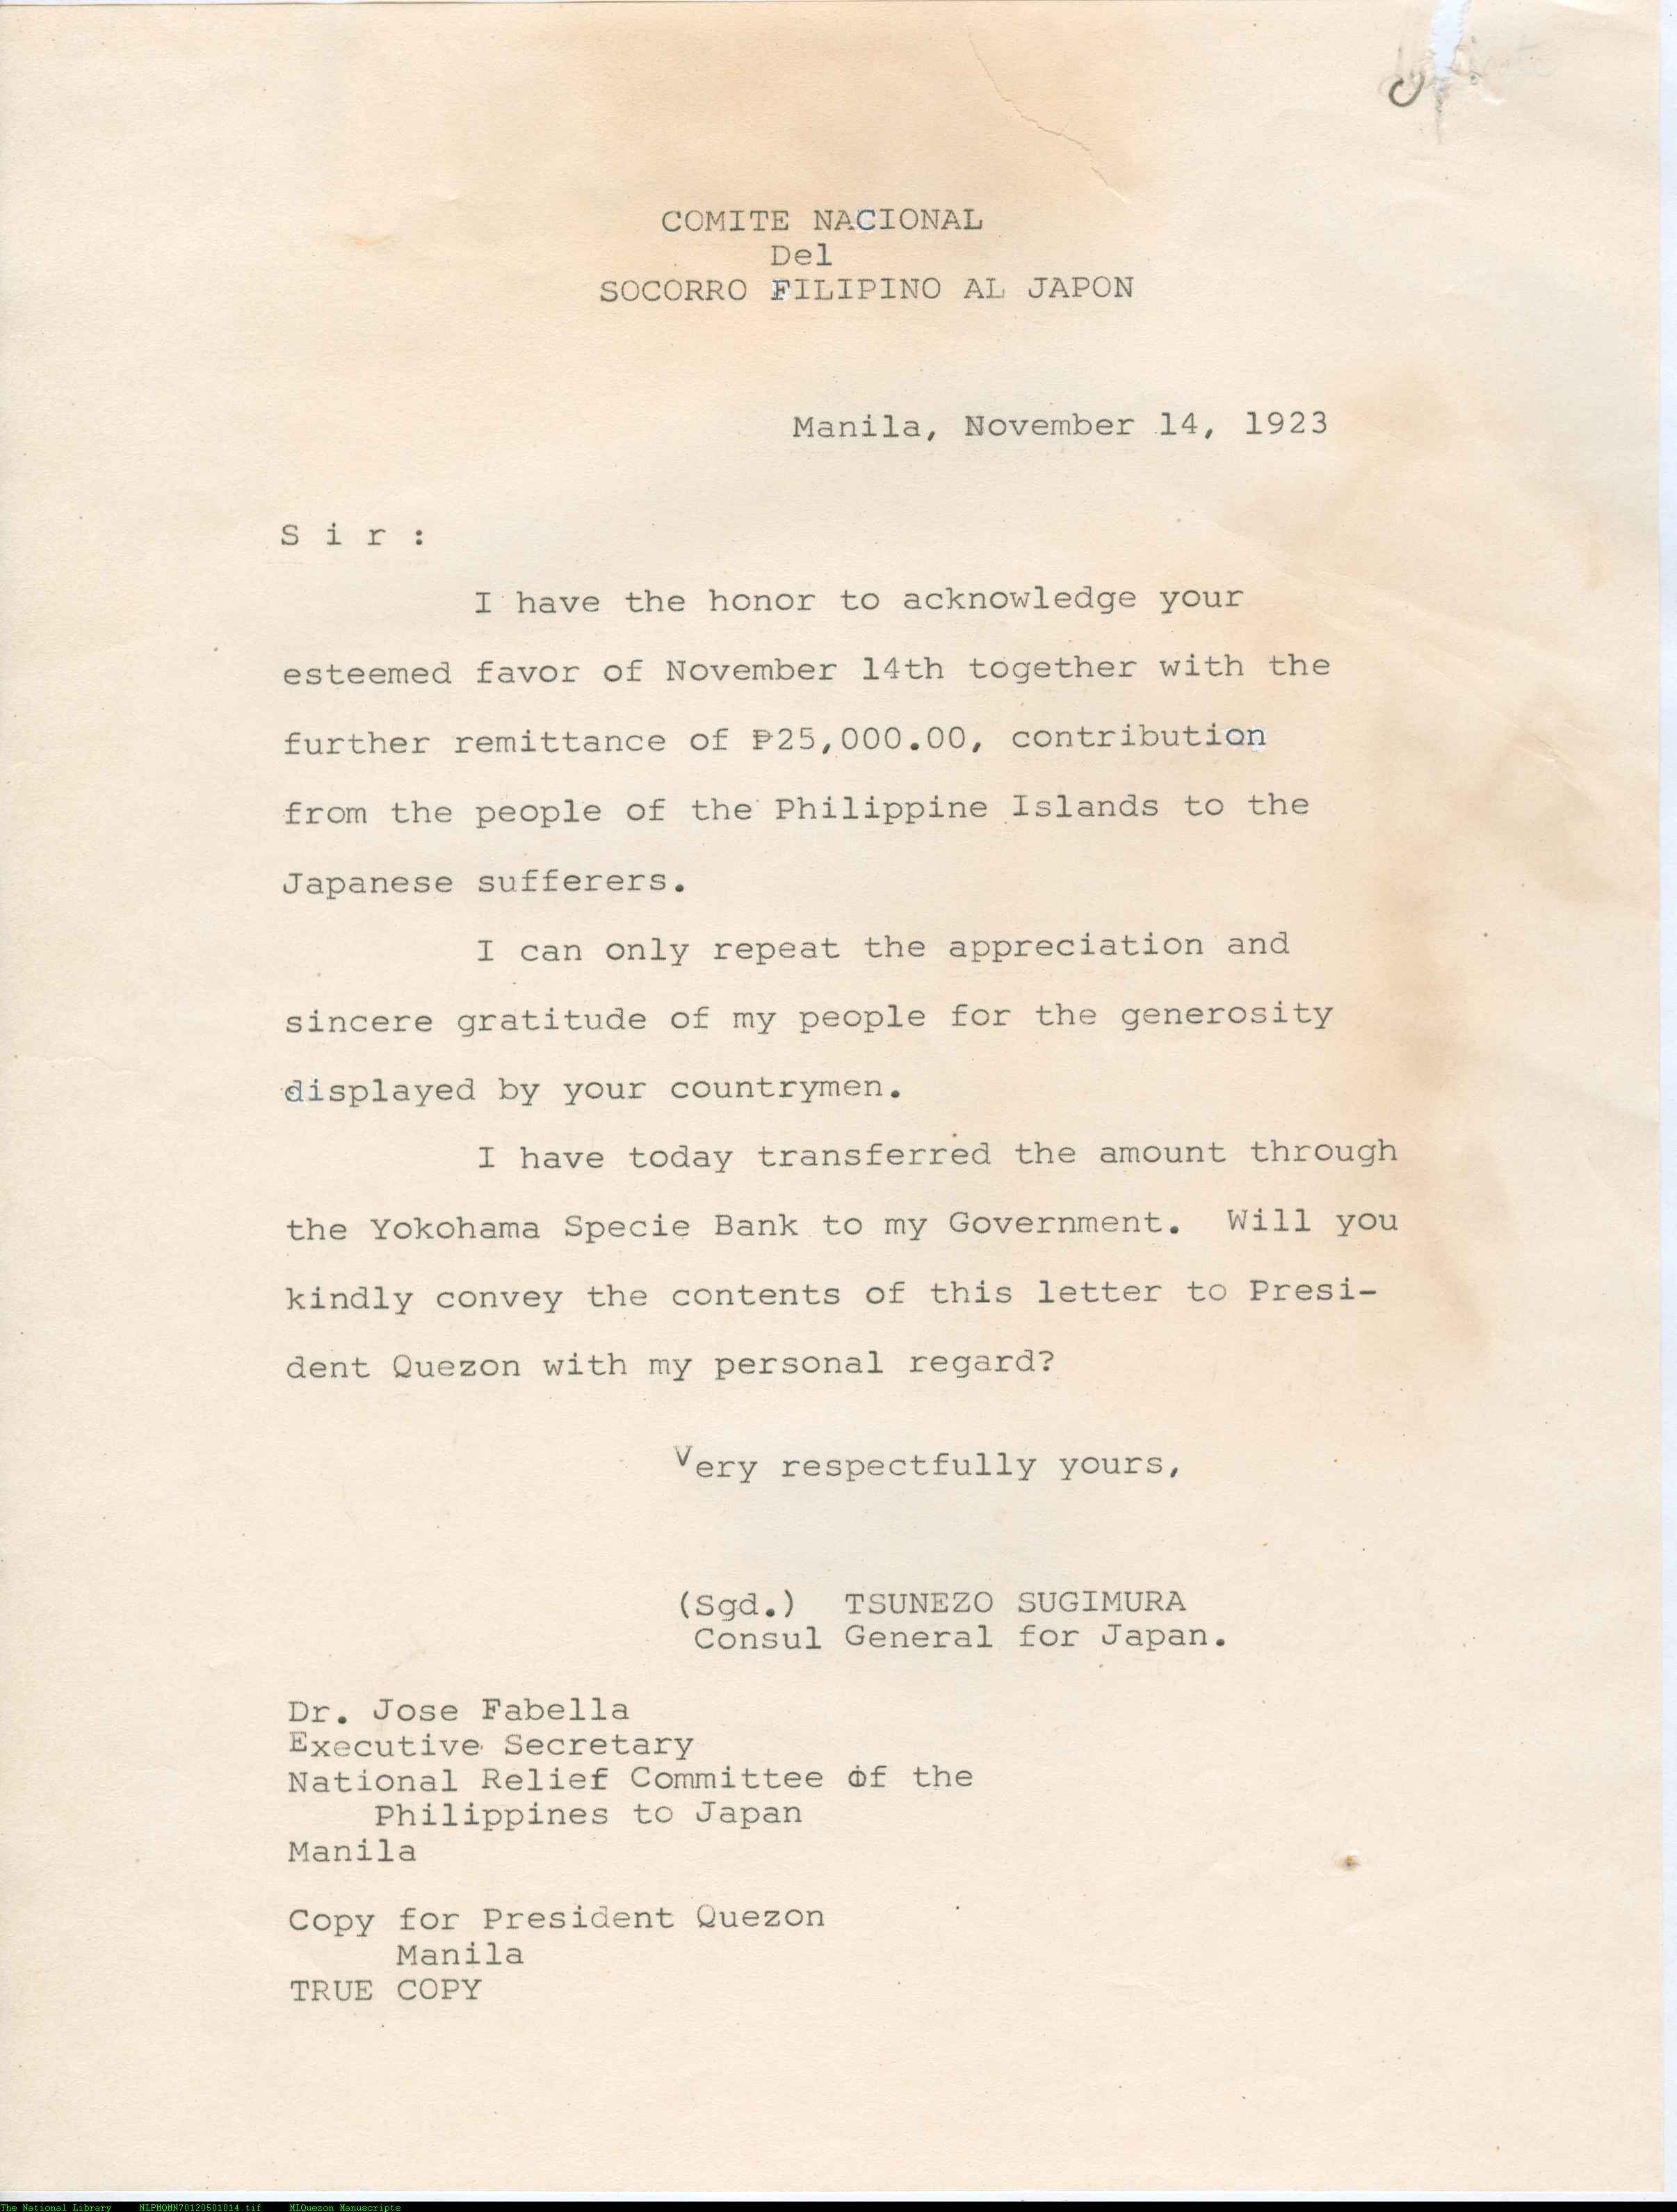 COMITE NACIONAL
Del
SOCORRO FILIPINO AL JAPON
Manila, November 14, 1923
S i r :
I have the honor to acknowledge your
esteemed favor of November 14th together with the
further remittance of ₱25,000.00, contribution
from the people of the Philippine Islands to the
Japanese sufferers.
I can only repeat the appreciation and
sincere gratitude of my people for the generosity
displayed by your countrymen.
I have today transferred the amount through
the Yokohama Specie Bank to my Government. Will you
kindly convey the contents of this letter to Presi-
dent Quezon with my personal regard?
Very respectfully yours,
(Sgd.) TSUNEZO SUGIMURA
Consul General for Japan.
Dr. Jose Fabella
Executive Secretary
National Relief Committee of the
Philippines to Japan
Manila
Copy for President Quezon
Manila
TRUE COPY
The National Library NLPMQMN70120501014.tif MLQuezon Manuscripts